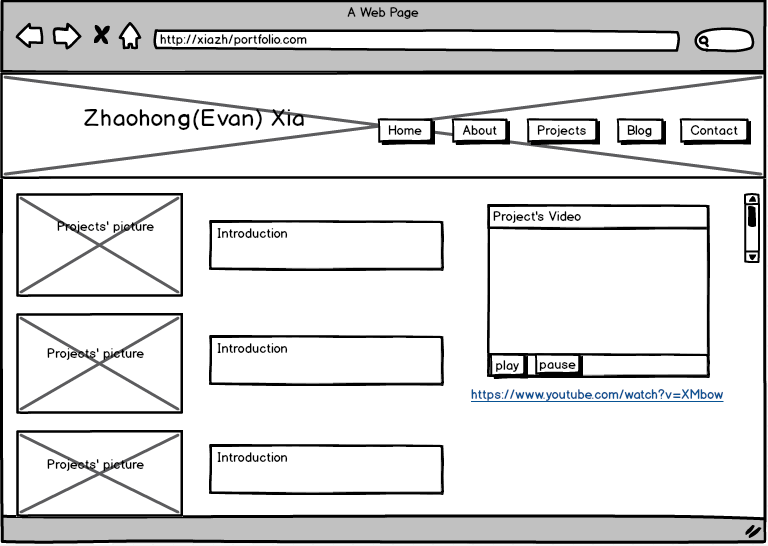 A Web Page
http://xiazh/portfolio.com
Zhaohong(Evan) Xia
Home
About
Projects
Blog
Contact
Projects' picture
Introduction
Project's Video
Projects' picture
Introduction
play
pause
https://www.youtube.com/watch?v=XMbow
Projects' picture
Introduction